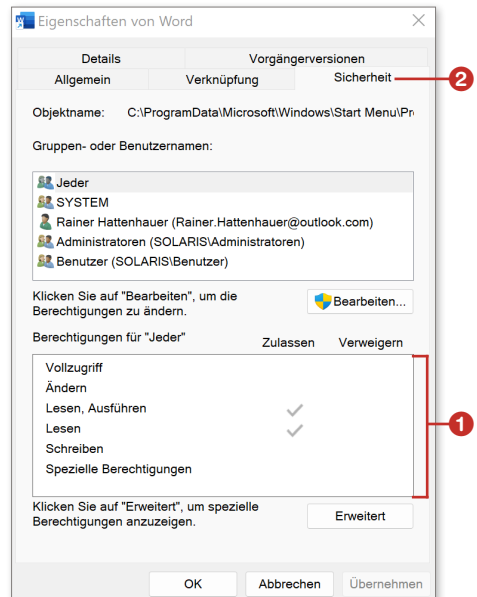 Eigenschaften von Word
Details Vorgängerversionen
Allgemein Verknüpfung Sicherheit 2
Objektname: C:\ProgramData\Microsoft\Windows\Start Menu\Pr
Gruppen- oder Benutzernamen:
Jeder
SYSTEM
Rainer Hattenhauer (Rainer.Hattenhauer@outlook.com)
Administratoren (SOLARIS\Administratoren)
Benutzer (SOLARIS\Benutzer)
Klicken Sie auf "Bearbeiten", um die
Berechtigungen zu ändern.
Bearbeiten...
Berechtigungen für "Jeder" Zulassen Verweigern
Vollzugriff
Ändern
Lesen, Ausführen
Lesen
Schreiben
Spezielle Berechtigungen
1
Klicken Sie auf "Erweitert", um spezielle
Berechtigungen anzuzeigen.
Erweitert
OK Abbrechen Übernehmen